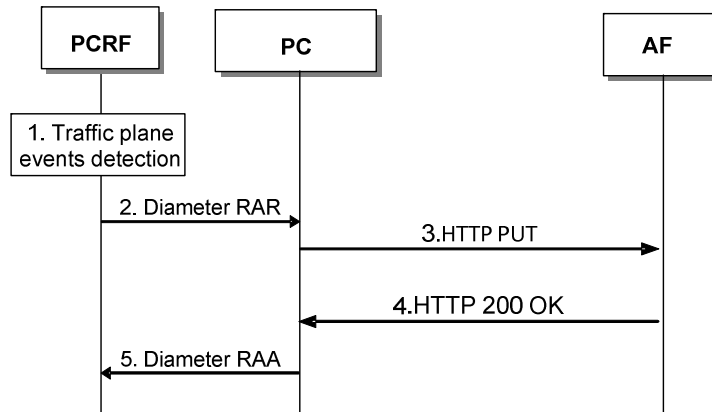 PCRF
PC
AF
1. Traffic plane
events detection
2. Diameter RAR
3.HTTP PUT
4.HTTP 200 OK
5. Diameter RAA